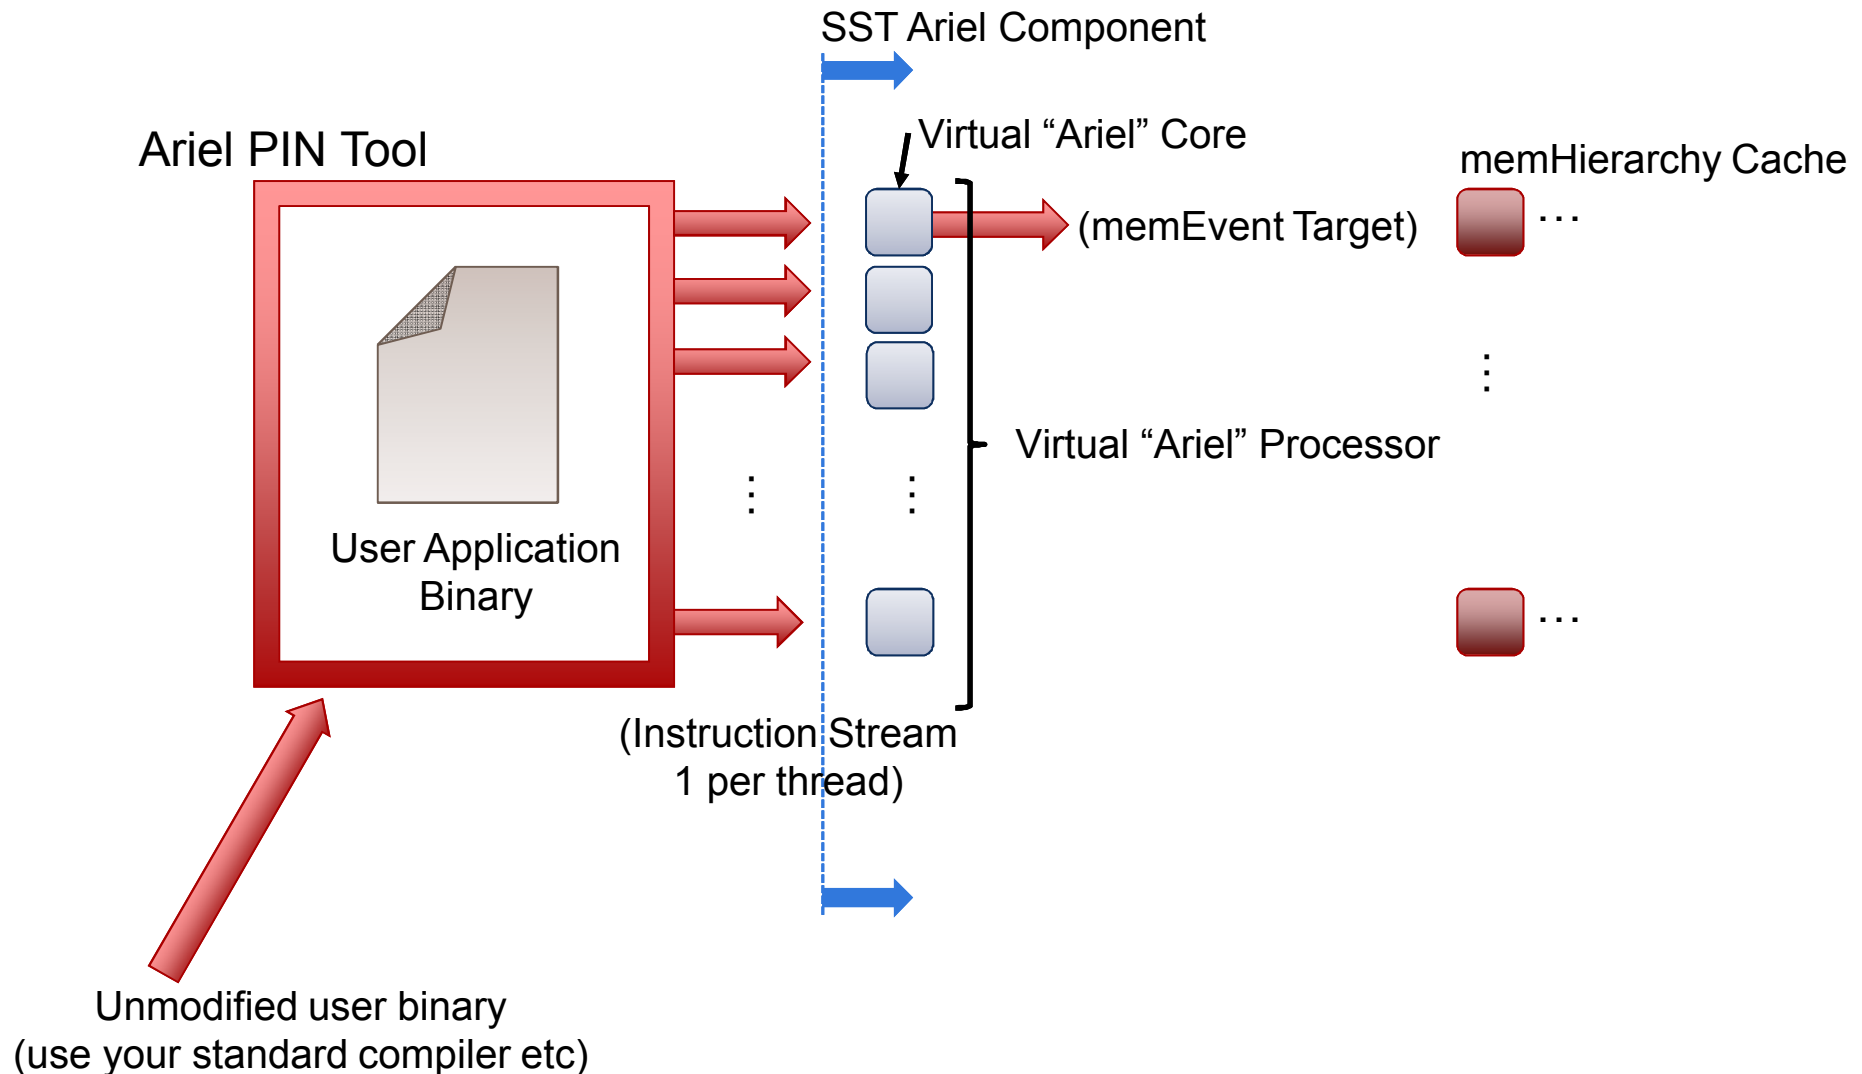 SST Ariel Component
Ariel PIN Tool
Virtual “Ariel” Core
memHierarchy Cache
(memEvent Target)
...
...
Virtual “Ariel” Processor
...
...
User Application
Binary
...
(Instruction Stream
1 per thread)
Unmodified user binary
(use your standard compiler etc)